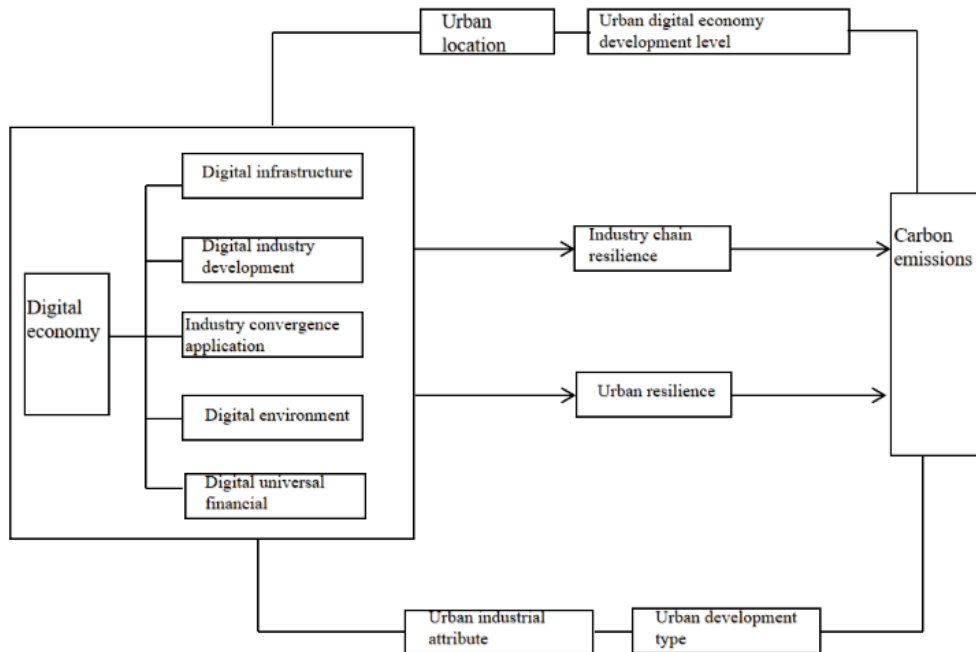 Urban
location
Urban digital economy
development level
Digital infrastructure
Digital industry
development
Digital
economy
Industry convergence
application
Digital environment
Digital universal
financial
Industry chain
resilience
Urban resilience
Carbon
emissions
Urban industrial
attribute
Urban development
type